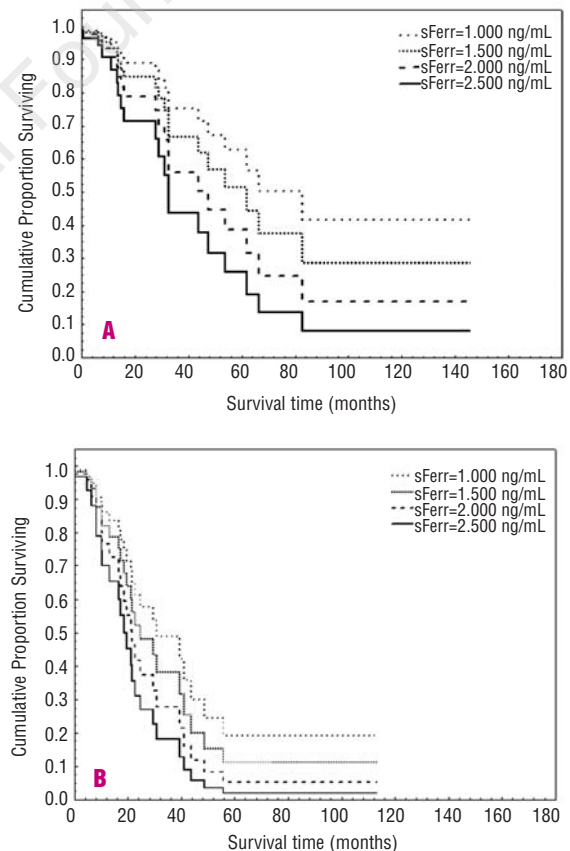 al Foun
1.0
0.9
0.8
0.7
0.6
0.5
0.4
0.3
0.2
0.1
0.0
Cumulative Proportion Surviving
sFerr=1.000 ng/mL
sFerr=1.500 ng/mL
sFerr=2.000 ng/mL
sFerr=2.500 ng/mL
A
0 20 40 60 80 100 120 140 160 180
Survival time (months)
1.0
0.9
0.8
0.7
0.6
0.5
0.4
0.3
0.2
0.1
0.0
Cumulative Proportion Surviving
sFerr=1.000 ng/mL
sFerr=1.500 ng/mL
sFerr=2.000 ng/mL
sFerr=2.500 ng/mL
B
0 20 40 60 80 100 120 140 160 180
Survival time (months)